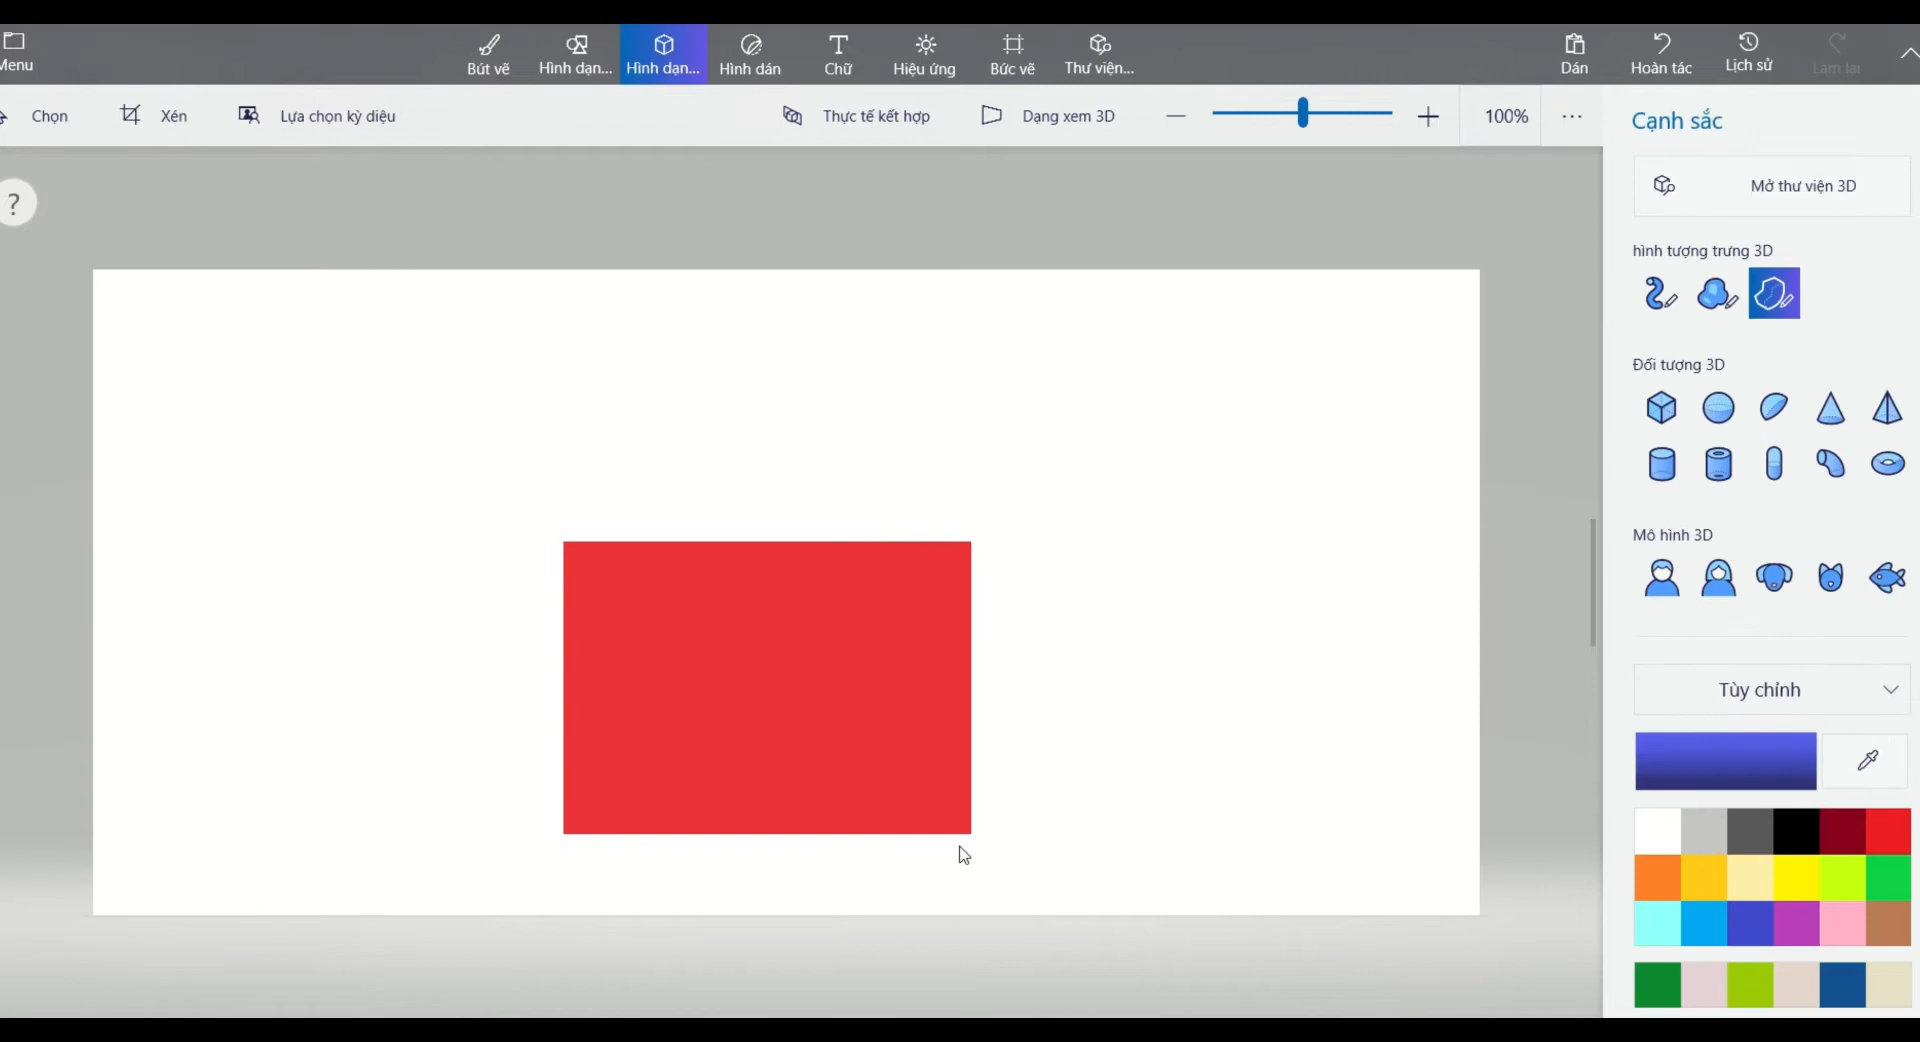 Menu
Bút vẽ
Hình dạn...
Hình dạn...
Hình dán
Chữ
Hiệu ứng
Bức vẽ
Thư viện...
Dán
Hoàn tác
Lịch sử
Làm lại
Chọn
Xén
Lựa chọn kỳ diệu
Thực tế kết hợp
Dạng xem 3D
100%
...
?
Cạnh sắc
Mở thư viện 3D
hình tượng trưng 3D
Đối tượng 3D
Mô hình 3D
Tùy chỉnh